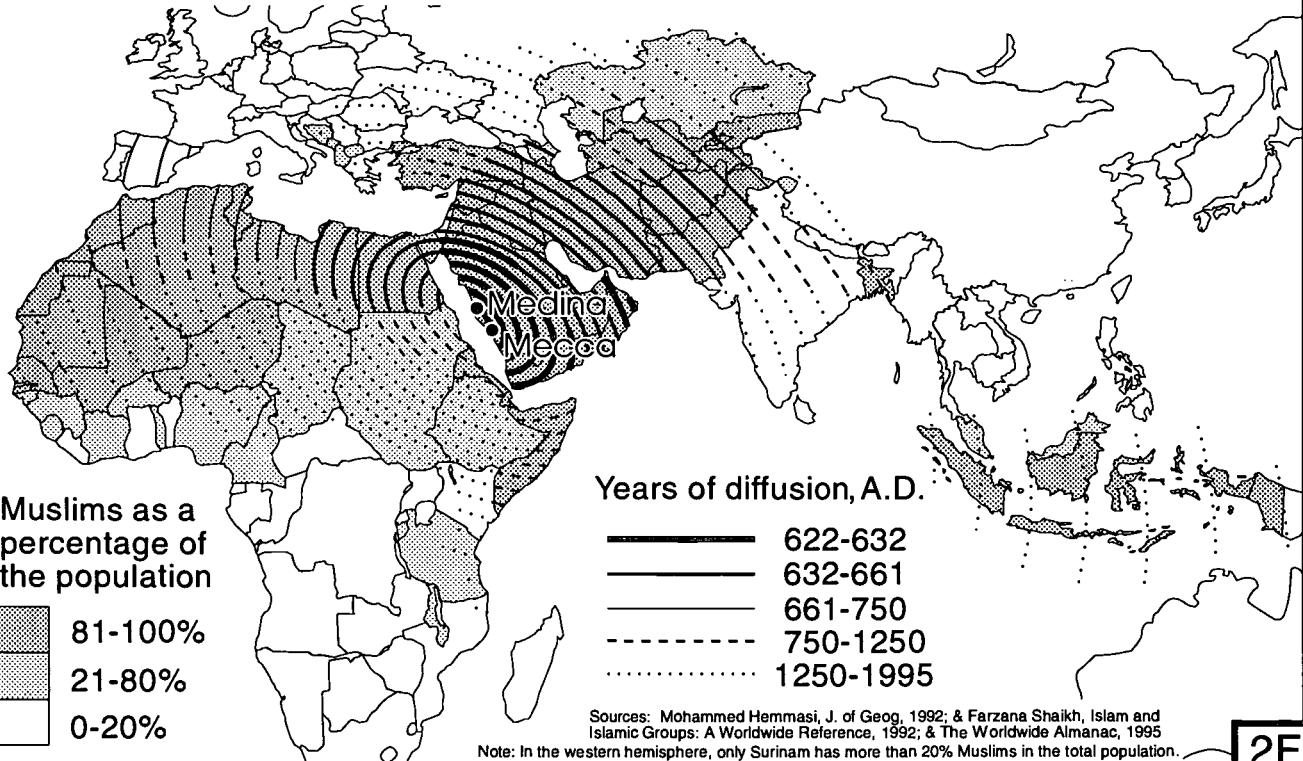 Medina
Mecca
Muslims as a
percentage of
the population
81-100%
21-80%
0-20%
Years of diffusion, A.D.
622-632
632-661
661-750
750-1250
1250-1995
Sources: Mohammed Hemmasi, J. of Geog, 1992; & Farzana Shaikh, Islam and
Islamic Groups: A Worldwide Reference, 1992; & The Worldwide Almanac, 1995
Note: In the western hemisphere, only Surinam has more than 20% Muslims in the total population.